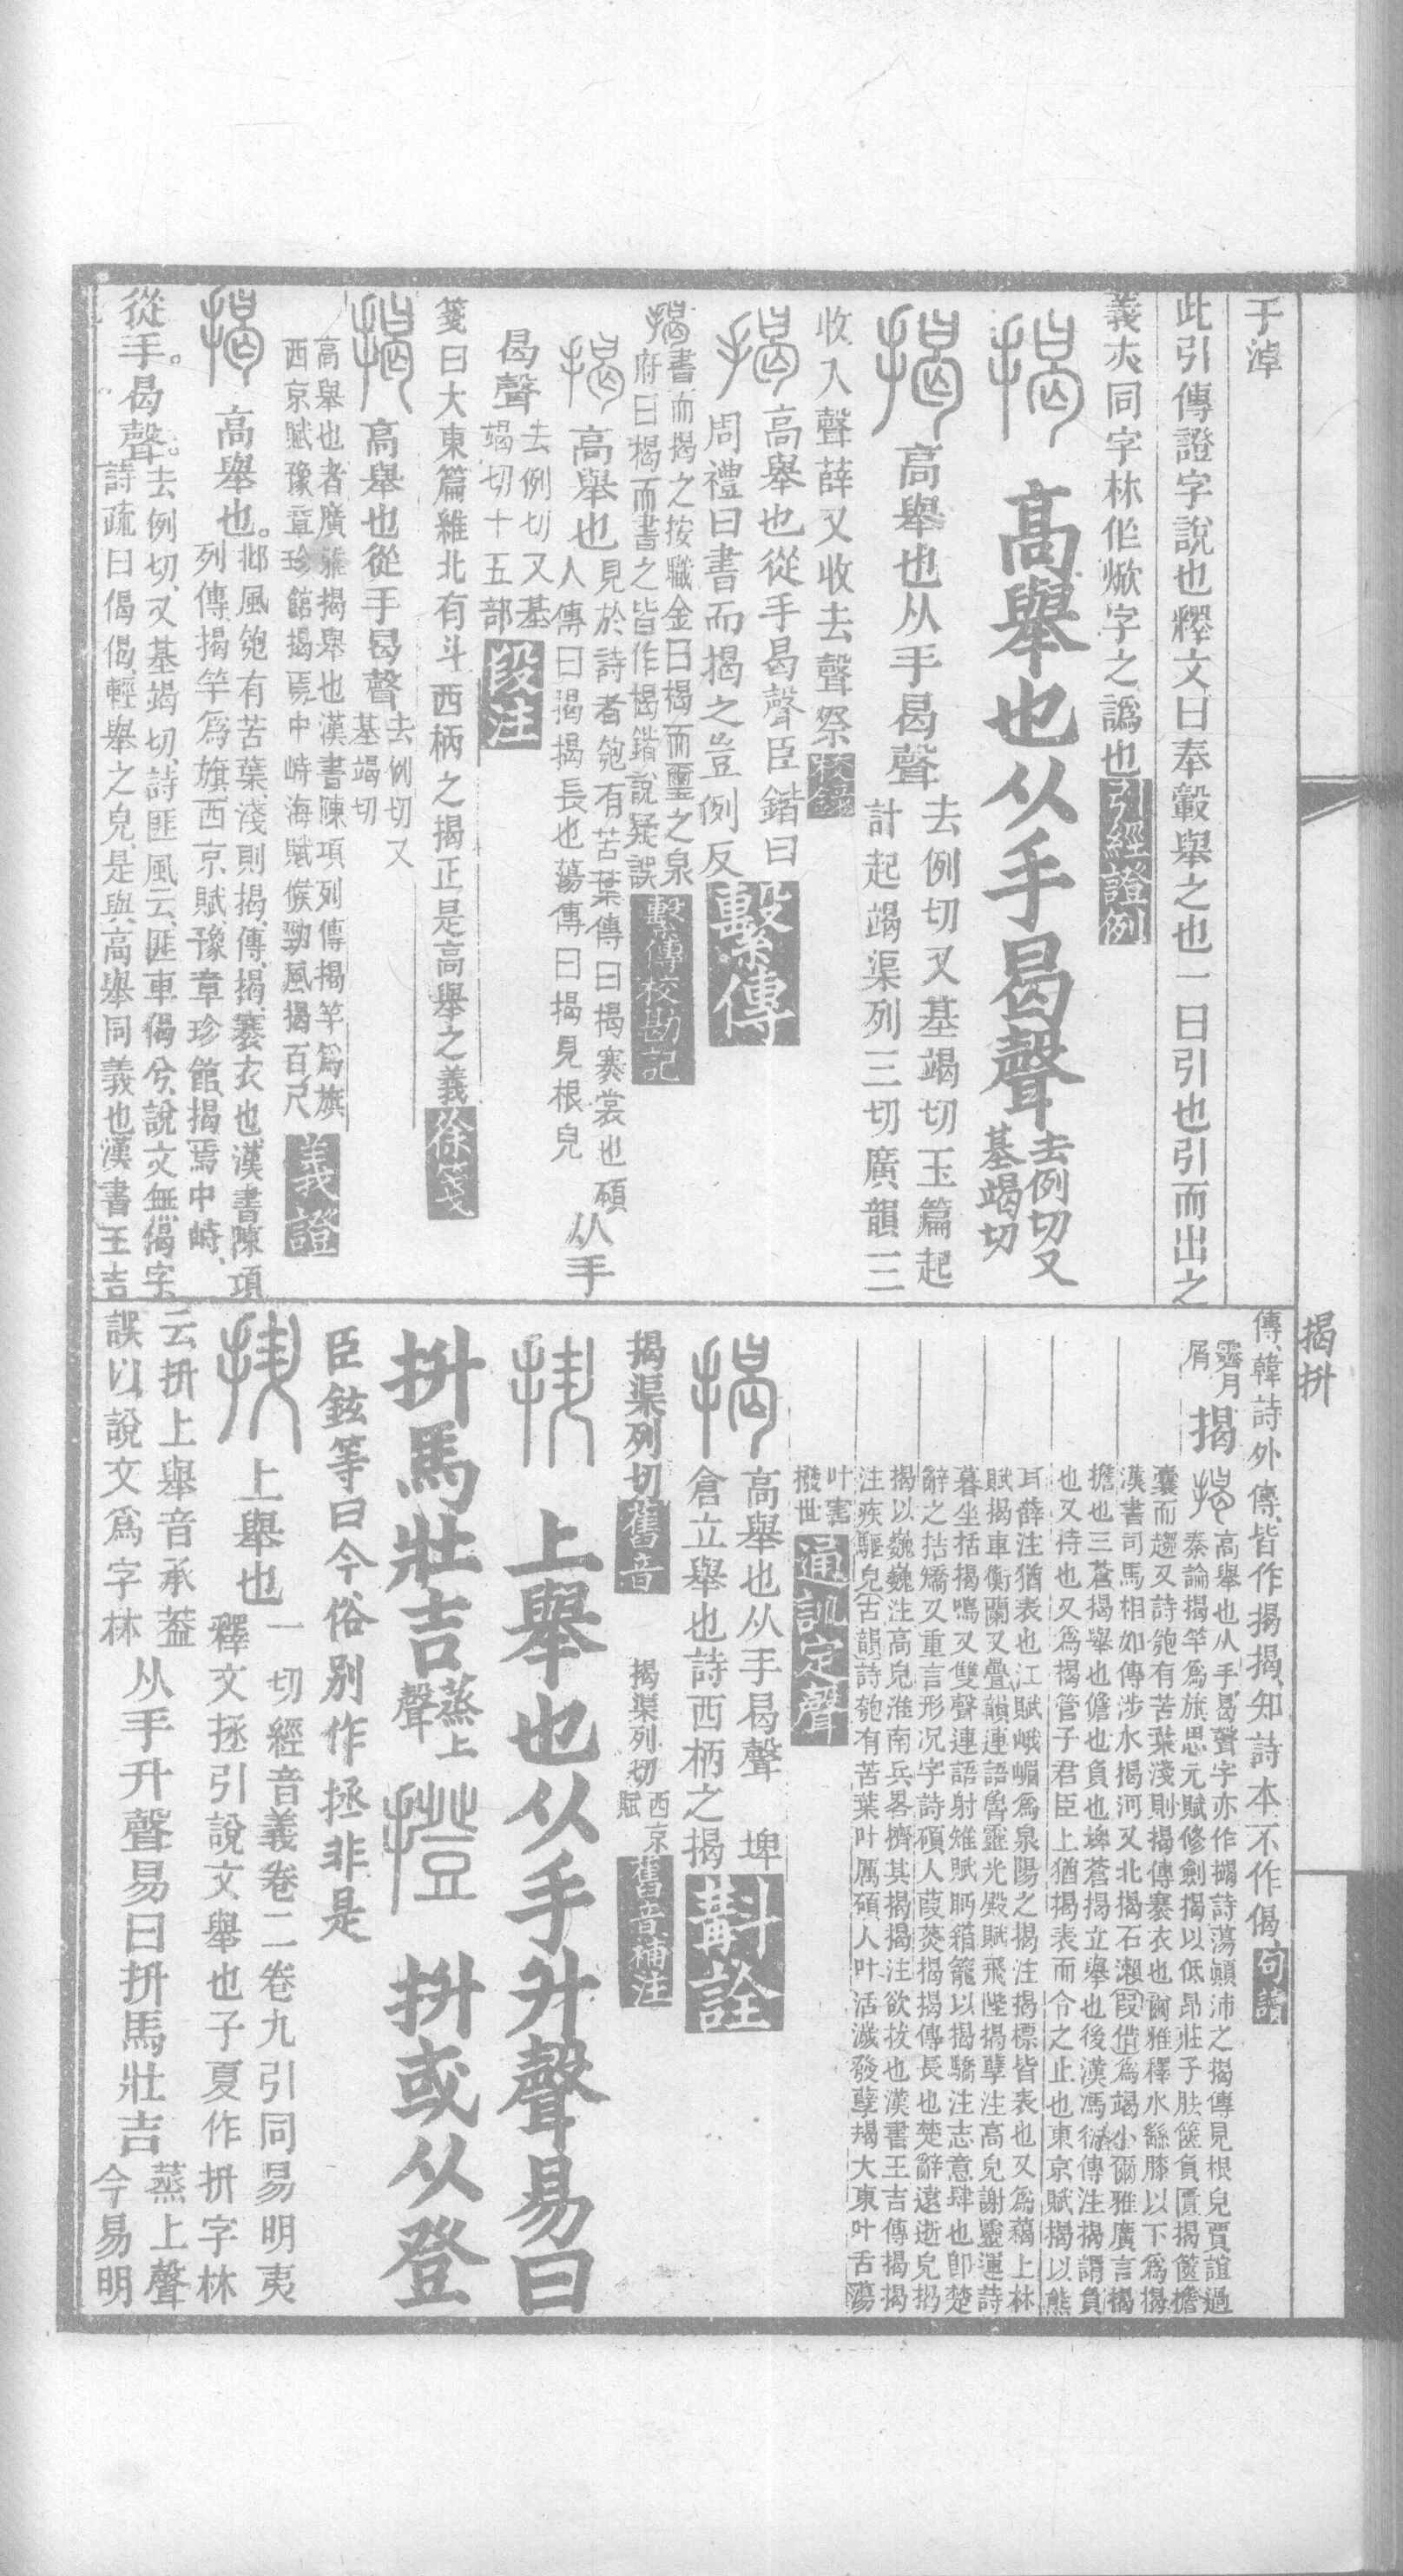 于淖
此引傳證字說也釋文曰奉轂舉之也一曰引也引而出之
義夾同字林作掀字之譌也引經證例
揭 高舉也从手曷聲去例切又基竭切
揭 高舉也从手曷聲去例切又基竭切玉篇起計起竭渠列三切廣韻三
收入聲薛又收去聲祭校錄
揭 高舉也從手曷聲臣鍇曰周禮曰書而揭之豈例反繫傳
揭書而揭之按職金曰揭而璽之泉府曰揭而書之皆作楬鍇說疑誤繫傳校勘記
揭 高舉也見於詩者匏有苦葉傳曰揭褰裳也碩人傳曰揭揭長也蕩傳曰揭見根皃从手
曷聲去例切又基竭切十五部段注
箋曰大東篇維北有斗西柄之揭正是高舉之義徐箋
揭 高舉也從手曷聲去例切又基竭切
高舉也者廣雅揭舉也漢書陳項列傳揭竿爲旗西京賦豫章珍館揭焉中峙海賦候勁風揭百尺義證
揭 高舉也。邶風匏有苦葉淺則揭傳揭褰衣也漢書陳項列傳揭竿爲旗西京賦豫章珍館揭焉中峙、
從手。曷聲。去例切、又基竭切、詩匪風云、匪車偈兮、說文無偈字、詩疏曰偈偈、輕舉之皃、是與高舉同義也漢書王吉
揭拚
傳、韓詩外傳、皆作揭揭、知詩本不作偈、句讀
霽月屑 揭 高舉也从手曷聲字亦作擖詩蕩顚沛之揭傳見根皃賈誼過
秦論揭竿爲旗思元賦修劍揭以低昂莊子胠篋負匱揭篋擔
囊而趨又詩匏有苦葉淺則揭傳褰衣也爾雅釋水繇膝以下爲揭
漢書司馬相如傳涉水揭河又北揭石瀨叚借爲竭小爾雅廣言揭
擔也三蒼揭舉也儋也負也埤蒼揭立舉也後漢馮衍傳注揭謂負
也又持也又爲楬管子君臣上猶揭表而令之止也東京賦揭以熊
耳薛注猶表也江賦峨嵋爲泉陽之揭注揭標皆表也又爲藒上林
賦揭車衡蘭又疊韻連語魯靈光殿賦飛陛揭孽注高皃謝靈運詩
暮坐括揭鳴又雙聲連語射雉賦眄箱籠以揭驕注志意肆也卽楚
辭之拮矯又重言形况字詩碩人葭菼揭揭傳長也楚辭遠逝皃揭
揭以巍巍注高皃淮南兵畧擠其揭揭注欲拔也漢書王吉傳揭揭
注疾驅皃古韻詩匏有苦葉叶厲碩人叶活濊發孽朅大東叶舌蕩
叶害撥世通訓定聲
揭 高舉也从手曷聲 埤倉立舉也詩西柄之揭斠詮
揭渠列切舊音 揭渠列切西京賦舊音補注
拚 上舉也从手升聲易曰
拚馬壯吉蒸上聲 撜 拚或从登
臣鉉等曰今俗别作拯非是
拚 上舉也一切經音義卷二卷九引同易明夷釋文拯引說文舉也子夏作拚字林
云拚上舉音承葢誤以說文爲字林从手升聲易曰拚馬壯吉蒸上聲今易明